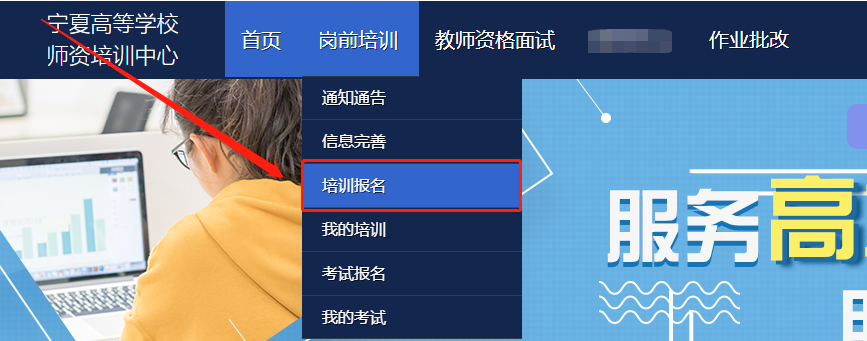 宁夏高等学校
师资培训中心
首页
岗前培训
教师资格面试
作业批改
通知通告
信息完善
培训报名
我的培训
考试报名
我的考试
服务高